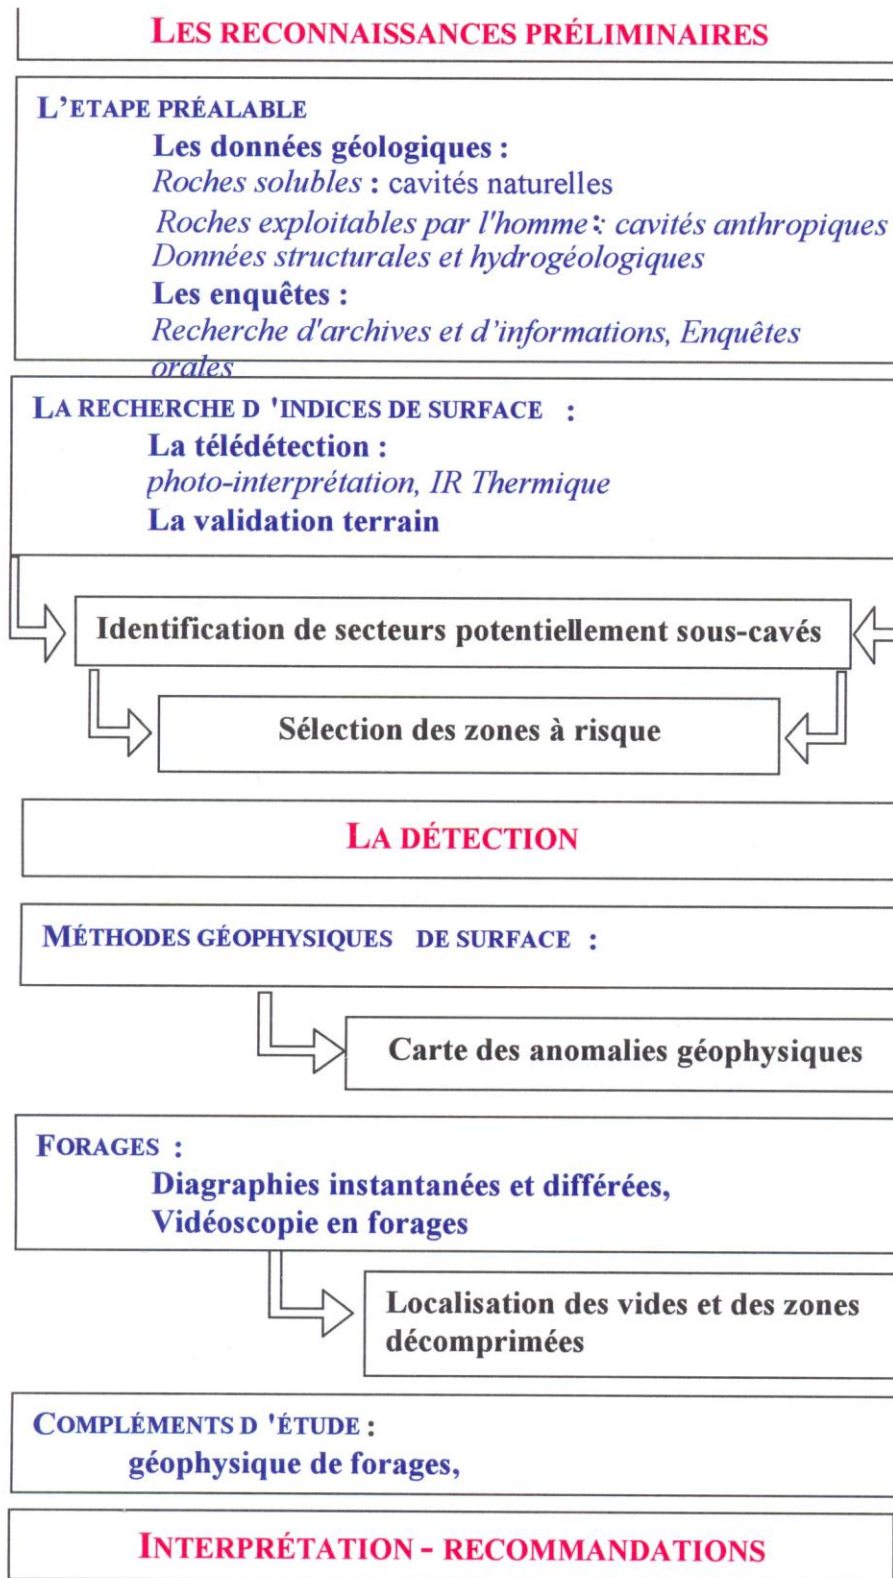 LES RECONNAISSANCES PRÉLIMINAIRES
L'ETAPE PRÉALABLE
Les données géologiques :
Roches solubles : cavités naturelles
Roches exploitables par l'homme : cavités anthropiques
Données structurales et hydrogéologiques
Les enquêtes :
Recherche d'archives et d'informations, Enquêtes
orales
LA RECHERCHE D 'INDICES DE SURFACE :
La télédétection :
photo-interprétation, IR Thermique
La validation terrain
Identification de secteurs potentiellement sous-cavés
Sélection des zones à risque
LA DÉTECTION
MÉTHODES GÉOPHYSIQUES DE SURFACE :
Carte des anomalies géophysiques
FORAGES :
Diagraphies instantanées et différées,
Vidéoscopie en forages
Localisation des vides et des zones
décomprimées
COMPLÉMENTS D 'ÉTUDE :
géophysique de forages,
INTERPRÉTATION - RECOMMANDATIONS